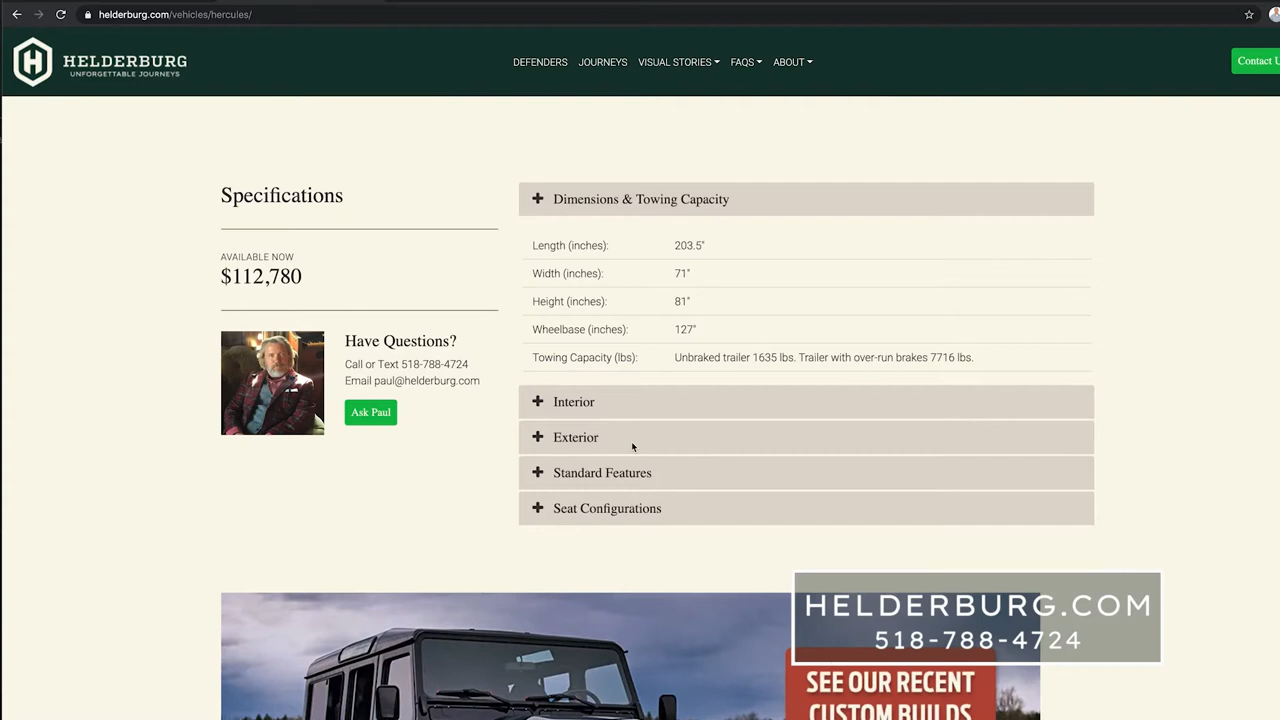 helderburg.com/vehicles/hercules/
HELDERBURG
UNFORGETTABLE JOURNEYS
DEFENDERS JOURNEYS VISUAL STORIES FAQS ABOUT
Contact U
Specifications
AVAILABLE NOW
$112,780
Have Questions?
Call or Text 518-788-4724
Email paul@helderburg.com
Ask Paul
Dimensions & Towing Capacity
Length (inches): 203.5"
Width (inches): 71"
Height (inches): 81"
Wheelbase (inches): 127"
Towing Capacity (lbs): Unbraked trailer 1635 lbs. Trailer with over-run brakes 7716 lbs.
Interior
Exterior
Standard Features
Seat Configurations
HELDERBURG.COM
518-788-4724
SEE OUR RECENT
CUSTOM BUILDS